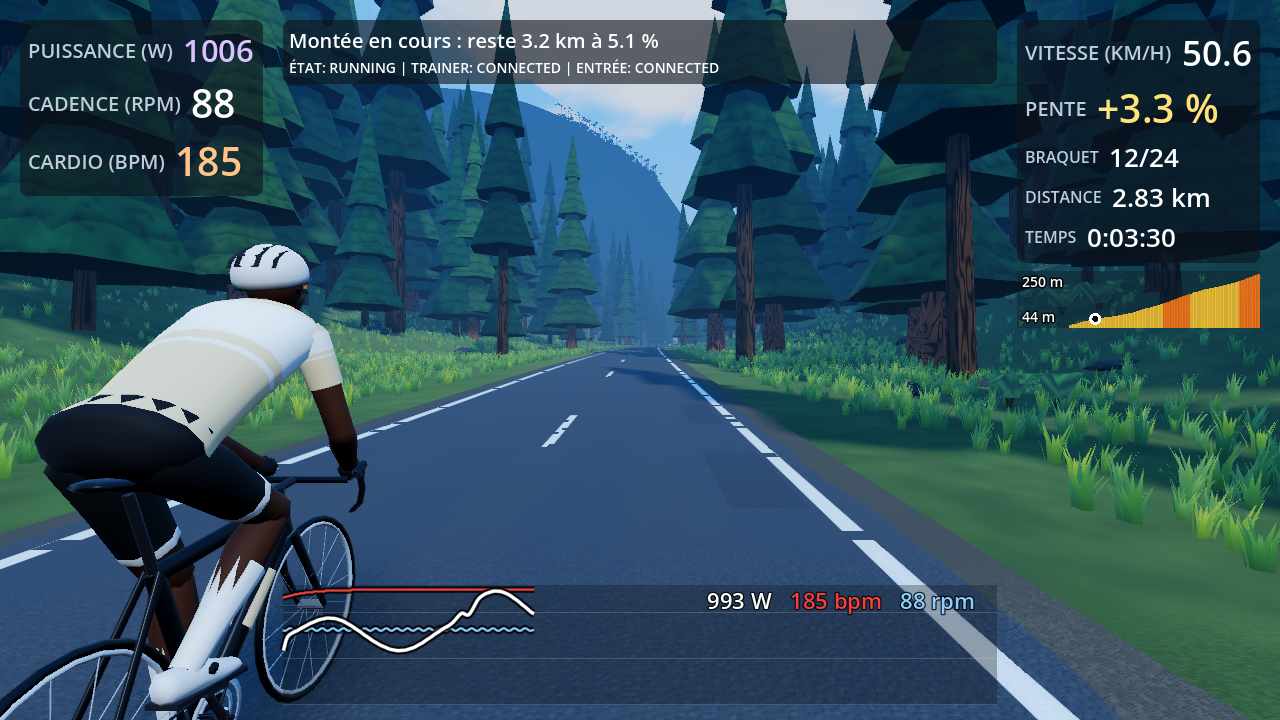 PUISSANCE (W) 1006
CADENCE (RPM) 88
CARDIO (BPM) 185
Montée en cours : reste 3.2 km à 5.1 %
ÉTAT: RUNNING | TRAINER: CONNECTED | ENTRÉE: CONNECTED
VITESSE (KM/H) 50.6
PENTE +3.3 %
BRAQUET 12/24
DISTANCE 2.83 km
TEMPS 0:03:30
250 m
44 m
993 W 185 bpm 88 rpm